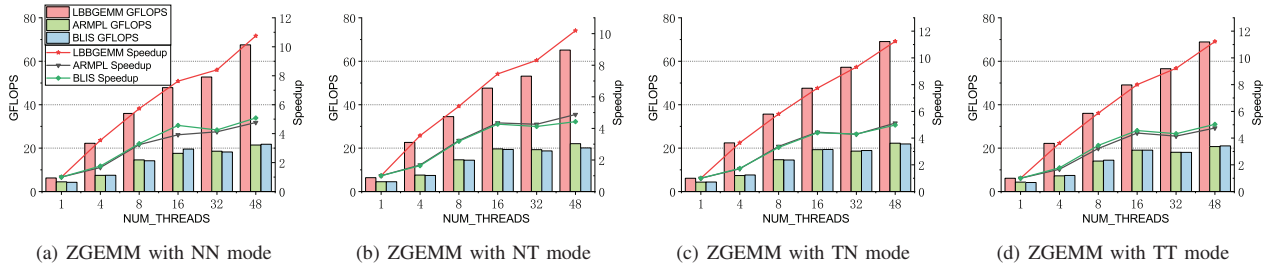 LBBGEMM GFLOPS
ARMPL GFLOPS
BLIS GFLOPS
LBBGEMM Speedup
ARMPL Speedup
BLIS Speedup
GFLOPS
80
60
40
20
0
1 4 8 16 32 48
NUM_THREADS
12
10
8
6
4
2
0
Speedup
(a) ZGEMM with NN mode
GFLOPS
80
60
40
20
0
1 4 8 16 32 48
NUM_THREADS
10
8
6
4
2
0
Speedup
(b) ZGEMM with NT mode
GFLOPS
80
60
40
20
0
1 4 8 16 32 48
NUM_THREADS
12
10
8
6
4
2
0
Speedup
(c) ZGEMM with TN mode
GFLOPS
80
60
40
20
0
1 4 8 16 32 48
NUM_THREADS
12
10
8
6
4
2
0
Speedup
(d) ZGEMM with TT mode